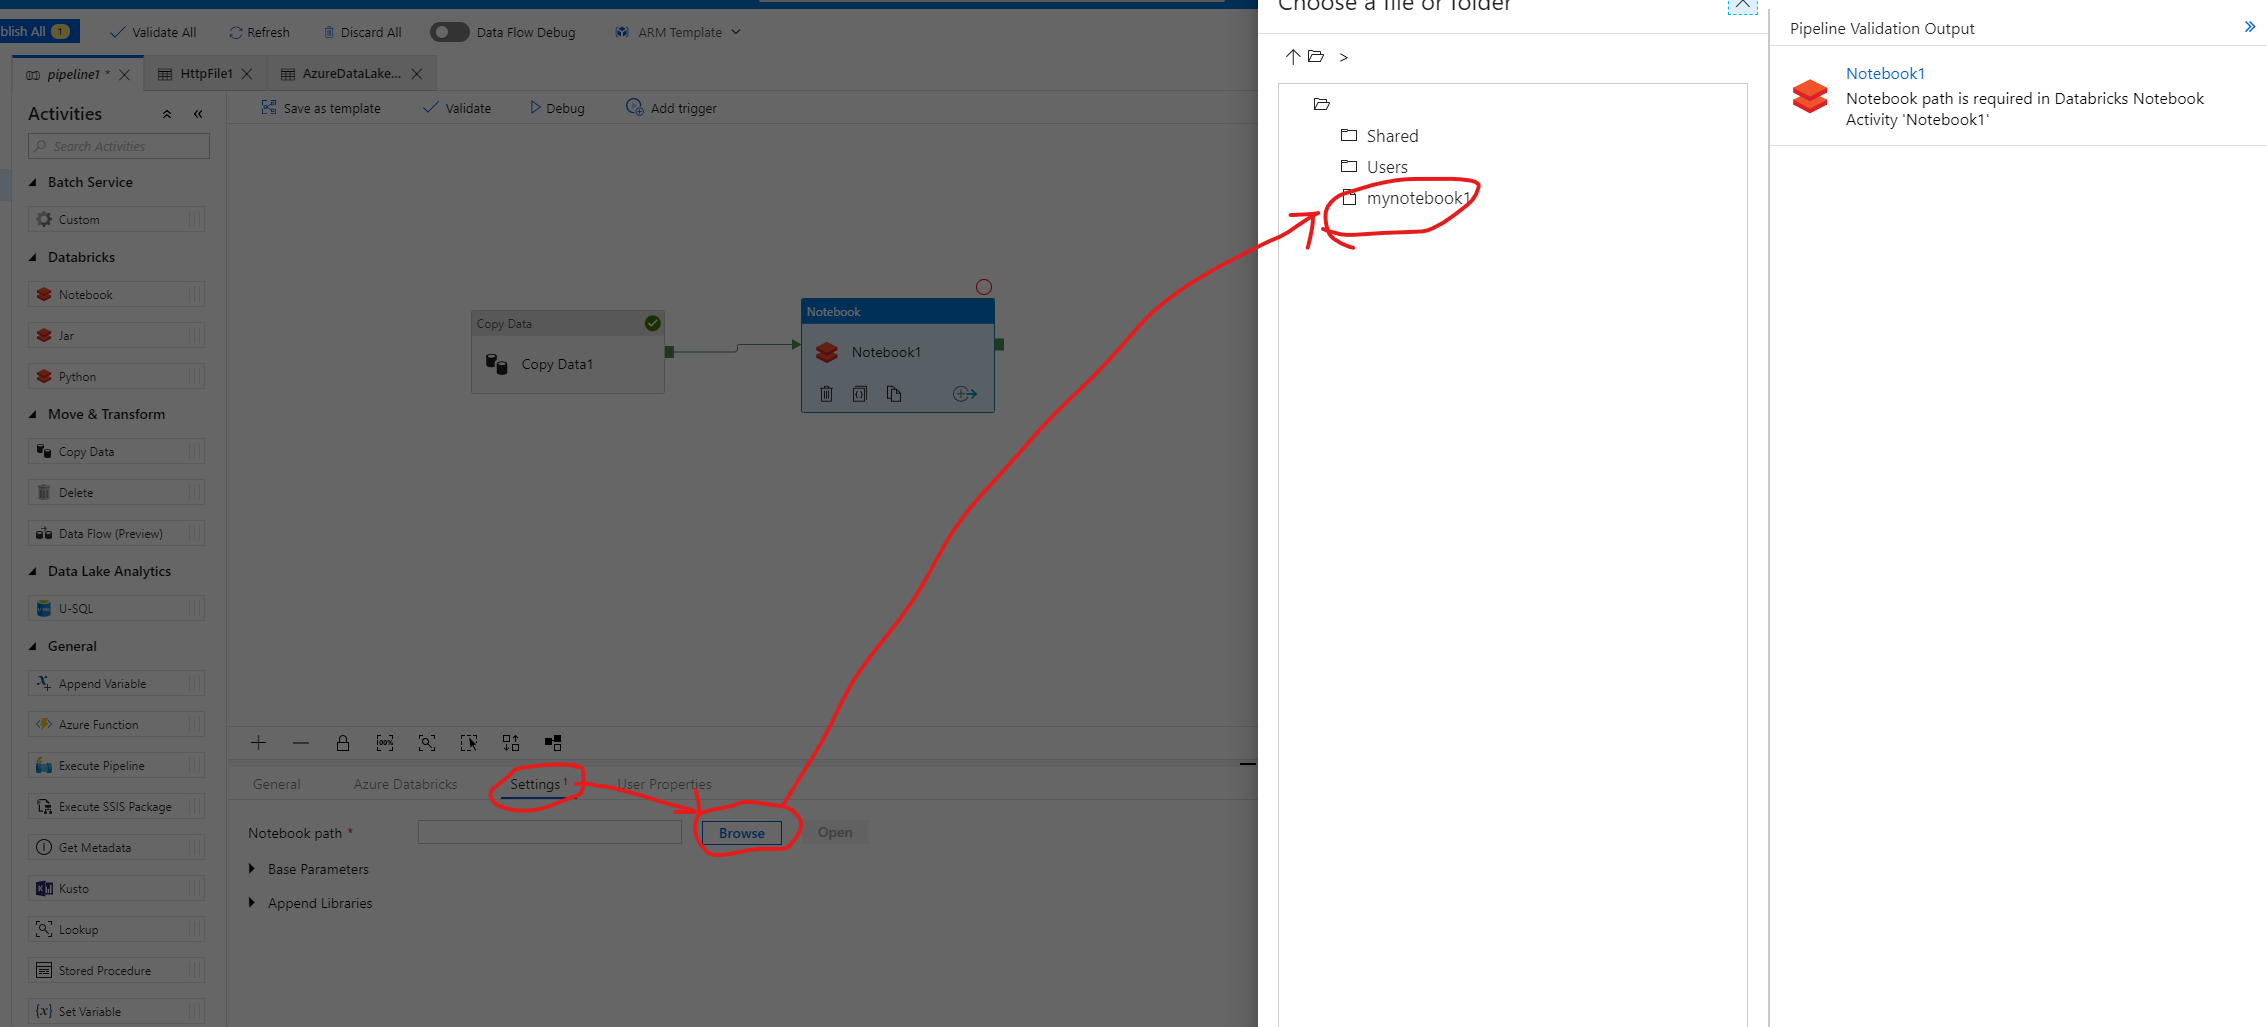 blish All 1
Validate All
Refresh
Discard All
Data Flow Debug
ARM Template
pipeline1 *
HttpFile1
AzureDataLake...
Activities
Search Activities
Batch Service
Custom
Databricks
Notebook
Jar
Python
Move & Transform
Copy Data
Delete
Data Flow (Preview)
Data Lake Analytics
U-SQL
General
Append Variable
Azure Function
Execute Pipeline
Execute SSIS Package
Get Metadata
Kusto
Lookup
Stored Procedure
Set Variable
Save as template
Validate
Debug
Add trigger
Copy Data
Copy Data1
Notebook
Notebook1
100%
General
Azure Databricks
Settings 1
User Properties
Notebook path *
Browse
Open
Base Parameters
Append Libraries
Choose a file or folder
>
Shared
Users
mynotebook1
Pipeline Validation Output
Notebook1
Notebook path is required in Databricks Notebook
Activity 'Notebook1'